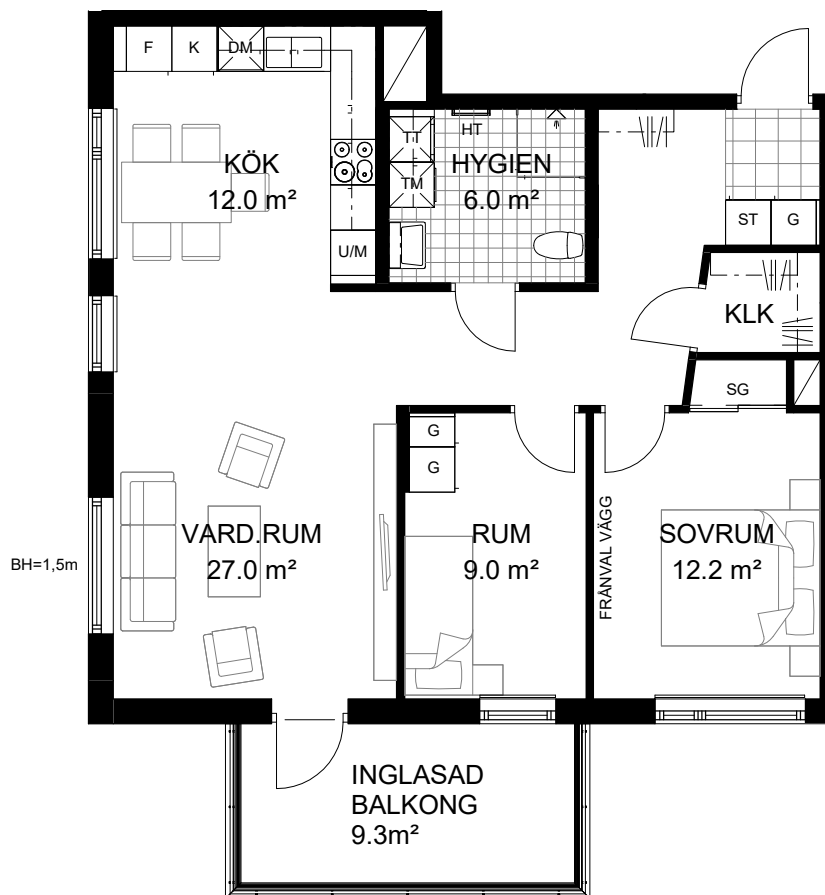 F
K
DM
KÖK
12.0 m²
U/M
TT
TM
HT
HYGIEN
6.0 m²
ST
G
KLK
SG
G
G
VARD.RUM
27.0 m²
BH=1,5m
RUM
9.0 m²
FRÅNVAL VÄGG
SOVRUM
12.2 m²
INGLASAD
BALKONG
9.3m²